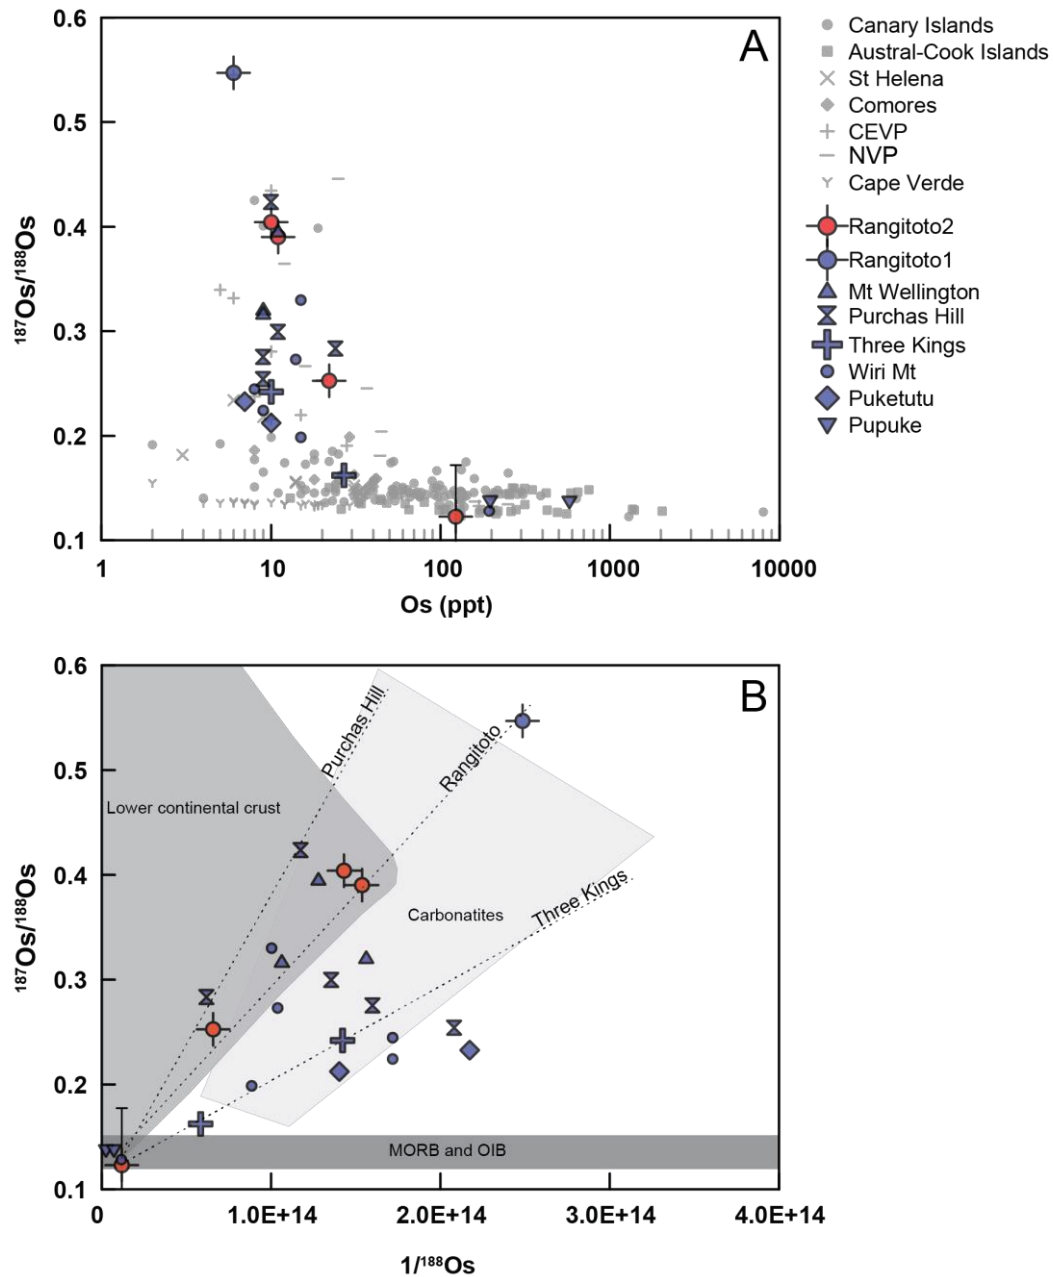 0.6
0.5
0.4
0.3
0.2
0.1
¹⁸⁷Os/¹⁸⁸Os
A
1 10 100 1000 10000
Os (ppt)
Canary Islands
Austral-Cook Islands
St Helena
Comores
CEVP
NVP
Cape Verde
Rangitoto2
Rangitoto1
Mt Wellington
Purchas Hill
Three Kings
Wiri Mt
Puketutu
Pupuke
0.6
0.5
0.4
0.3
0.2
0.1
¹⁸⁷Os/¹⁸⁸Os
B
Purchas Hill
Rangitoto
Lower continental crust
Three Kings
Carbonatites
MORB and OIB
0 1.0E+14 2.0E+14 3.0E+14 4.0E+14
1/¹⁸⁸Os